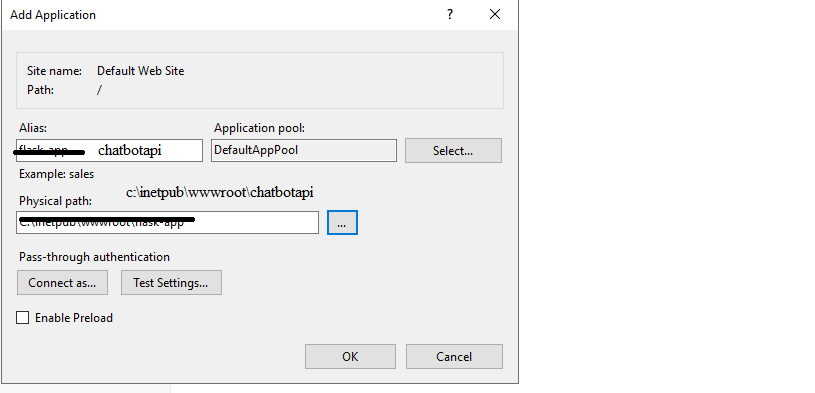 Add Application
?
Site name: Default Web Site
Path: /
Alias:
Application pool:
flask-app chatbotapi
DefaultAppPool
Select...
Example: sales
c:\inetpub\wwwroot\chatbotapi
Physical path:
C:\inetpub\wwwroot\flask-app
...
Pass-through authentication
Connect as...
Test Settings...
Enable Preload
OK
Cancel